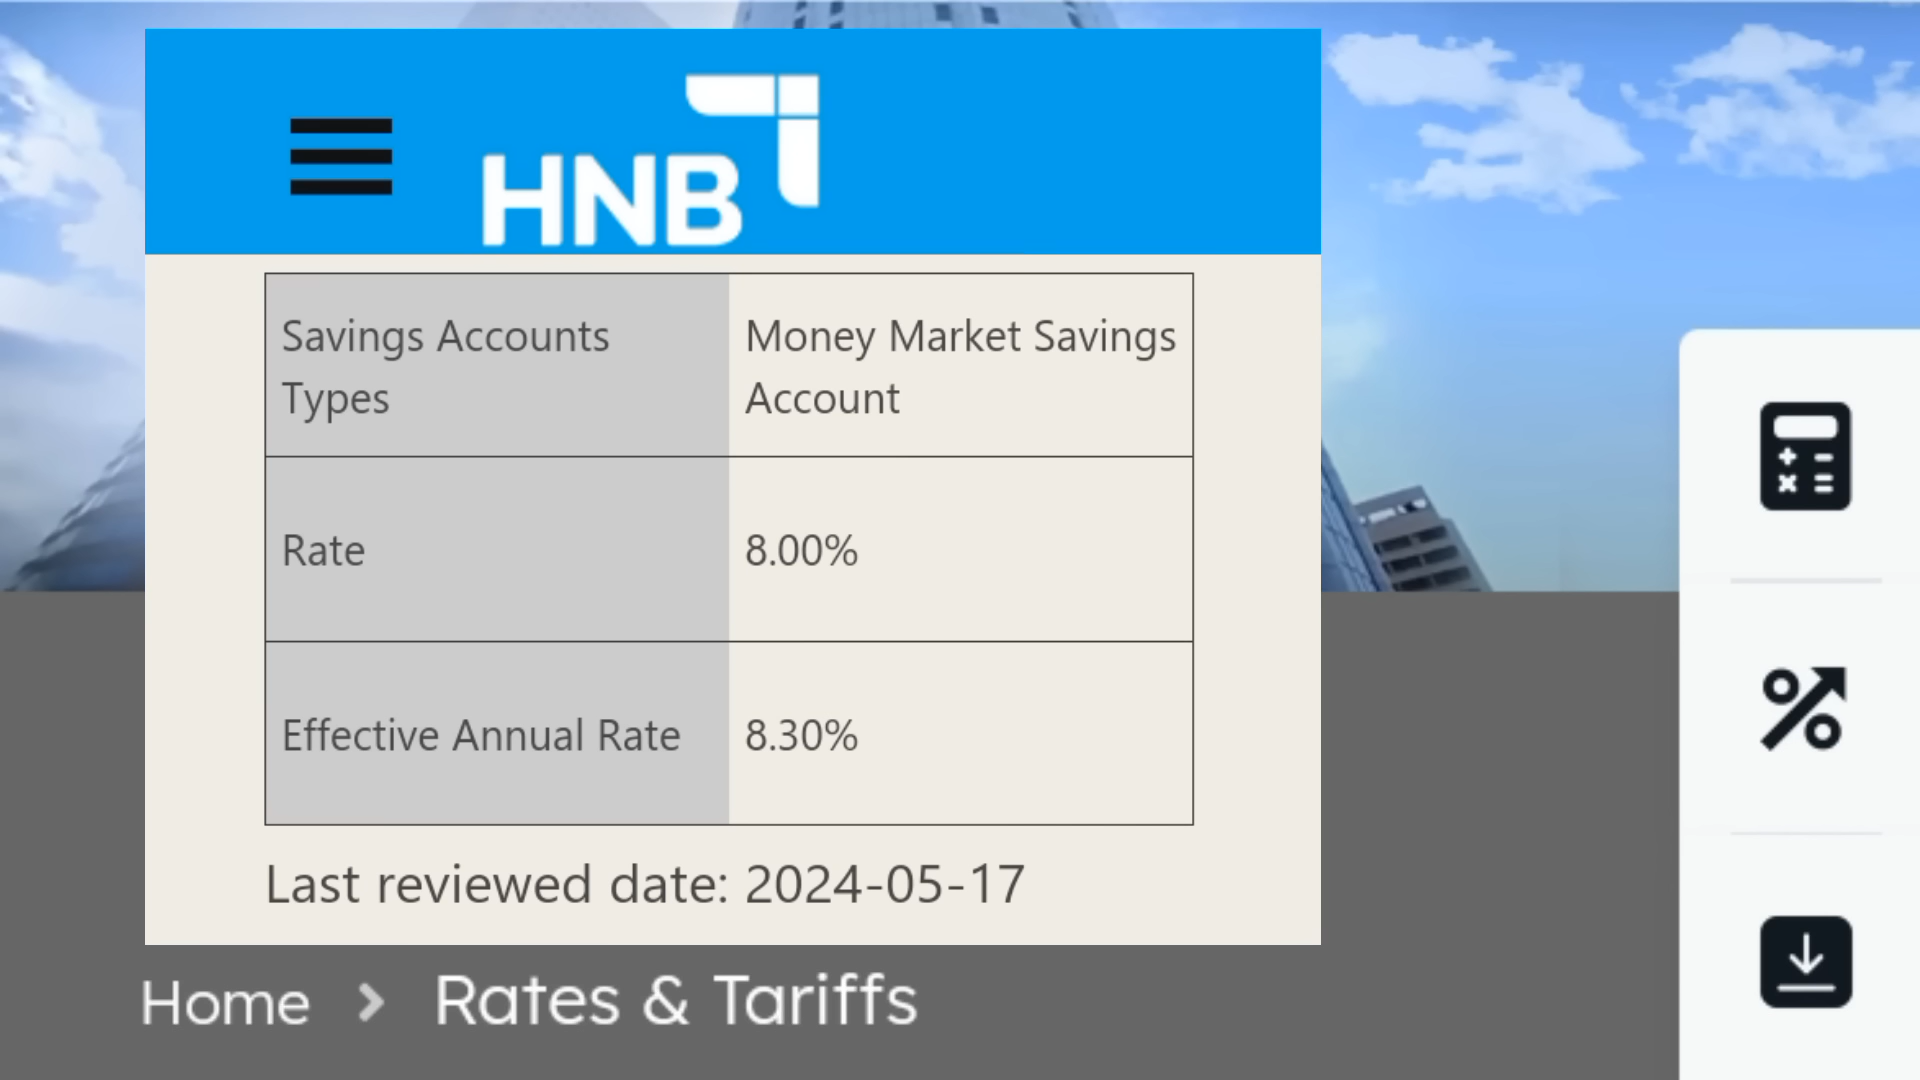 HNB
Savings Accounts
Types
Money Market Savings
Account
Rate
8.00%
Effective Annual Rate
8.30%
Last reviewed date: 2024-05-17
Home > Rates & Tariffs